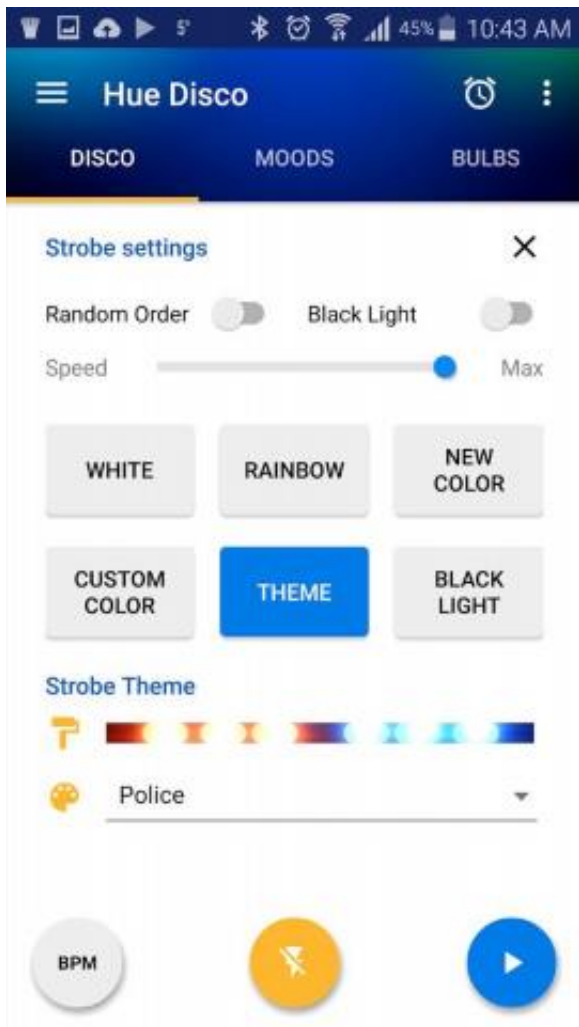 5° 45% 10:43 AM
Hue Disco
DISCO MOODS BULBS
Strobe settings
Random Order Black Light
Speed Max
WHITE RAINBOW NEW COLOR
CUSTOM COLOR THEME BLACK LIGHT
Strobe Theme
Police
BPM